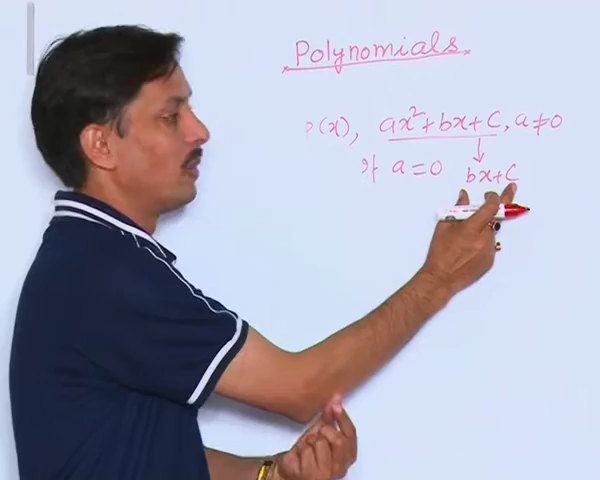 Polynomials
P(x), ax²+bx+C, a≠0
If a=0 bx+C